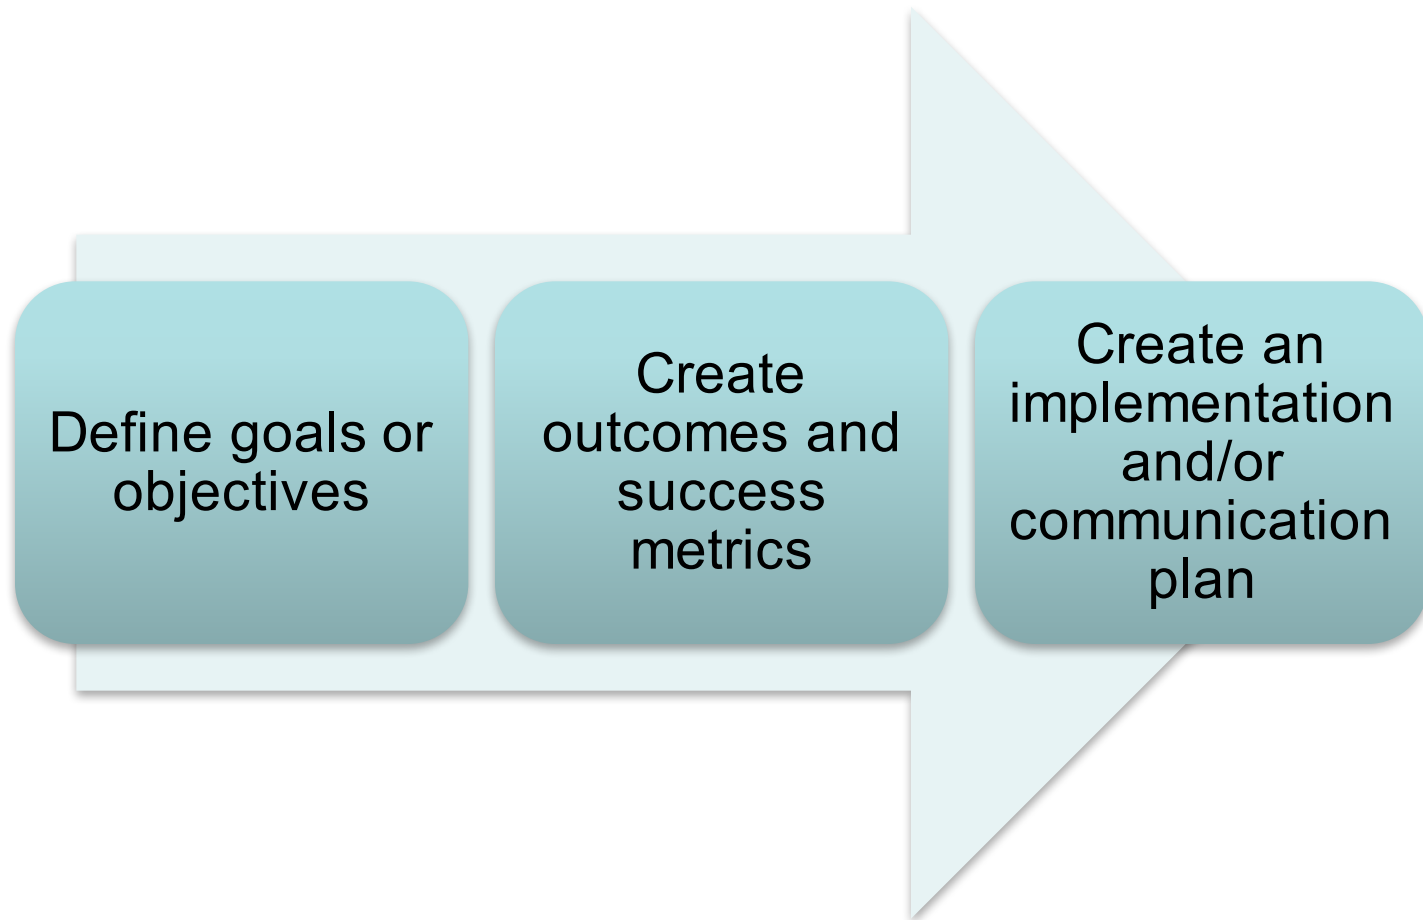 Define goals or
objectives
Create
outcomes and
success
metrics
Create an
implementation
and/or
communication
plan